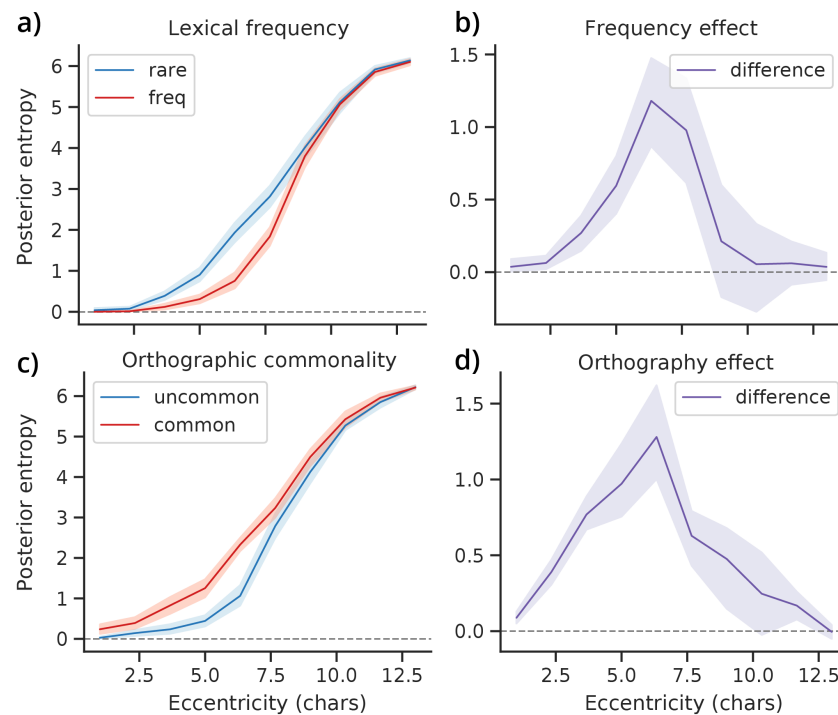 a)
Lexical frequency
Posterior entropy
6
5
4
3
2
1
0
rare
freq
b)
Frequency effect
1.5
1.0
0.5
0.0
difference
c)
Orthographic commonality
Posterior entropy
6
5
4
3
2
1
0
uncommon
common
2.5 5.0 7.5 10.0 12.5
Eccentricity (chars)
d)
Orthography effect
1.5
1.0
0.5
0.0
difference
2.5 5.0 7.5 10.0 12.5
Eccentricity (chars)